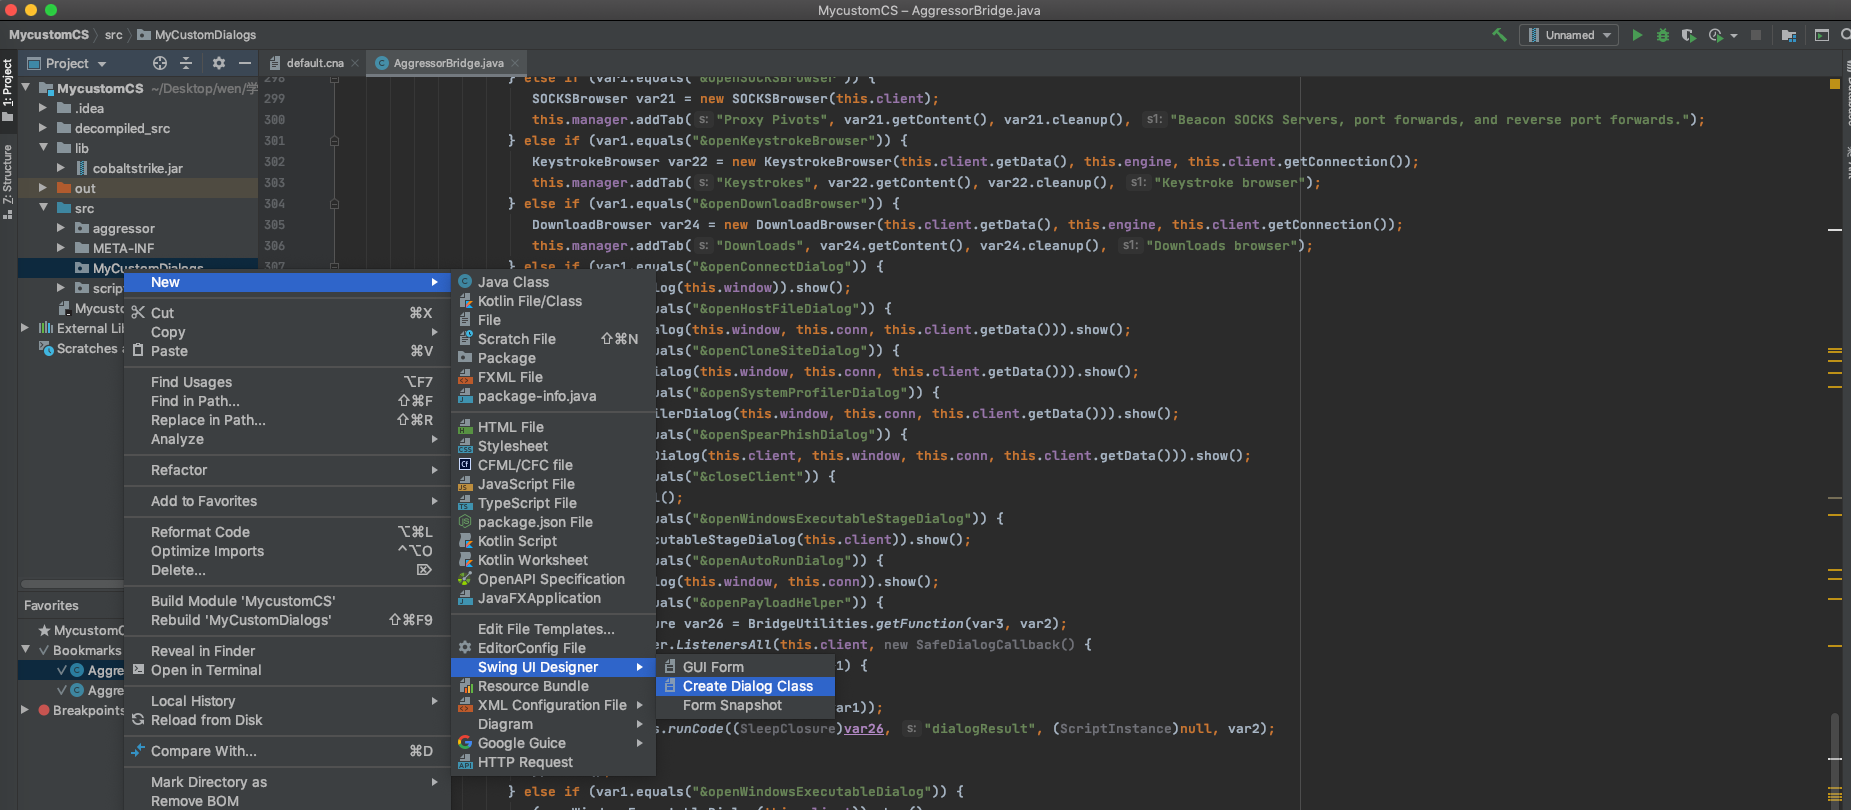 MycustomCS – AggressorBridge.java
MycustomCS
src
MyCustomDialogs
Unnamed
Project
default.cna
AggressorBridge.java
1: Project
Z: Structure
MycustomCS ~/Desktop/wen/学
.idea
decompiled_src
lib
cobaltstrike.jar
out
src
aggressor
META-INF
MyCustomDialogs
scrip
Mycusto
External Li
Scratches a
Favorites
MycustomC
Bookmarks
Aggre
Aggre
Breakpoints
New
Cut ⌘X
Copy
Paste ⌘V
Find Usages ⌥F7
Find in Path... ⇧⌘F
Replace in Path... ⇧⌘R
Analyze
Refactor
Add to Favorites
Reformat Code ⌥⌘L
Optimize Imports ^⌥O
Delete... ⌦
Build Module 'MycustomCS'
Rebuild 'MyCustomDialogs' ⇧⌘F9
Reveal in Finder
Open in Terminal
Local History
Reload from Disk
Compare With... ⌘D
Mark Directory as
Remove BOM
Java Class
Kotlin File/Class
File
Scratch File ⇧⌘N
Package
FXML File
package-info.java
HTML File
Stylesheet
CFML/CFC file
JavaScript File
TypeScript File
package.json File
Kotlin Script
Kotlin Worksheet
OpenAPI Specification
JavaFXApplication
Edit File Templates...
EditorConfig File
Swing UI Designer
Resource Bundle
XML Configuration File
Diagram
Google Guice
HTTP Request
GUI Form
Create Dialog Class
Form Snapshot
298 } else if (var1.equals("&openSOCKSBrowser")) {
299 SOCKSBrowser var21 = new SOCKSBrowser(this.client);
300 this.manager.addTab( s: "Proxy Pivots", var21.getContent(), var21.cleanup(), s1: "Beacon SOCKS Servers, port forwards, and reverse port forwards.");
301 } else if (var1.equals("&openKeystrokeBrowser")) {
302 KeystrokeBrowser var22 = new KeystrokeBrowser(this.client.getData(), this.engine, this.client.getConnection());
303 this.manager.addTab( s: "Keystrokes", var22.getContent(), var22.cleanup(), s1: "Keystroke browser");
304 } else if (var1.equals("&openDownloadBrowser")) {
305 DownloadBrowser var24 = new DownloadBrowser(this.client.getData(), this.engine, this.client.getConnection());
306 this.manager.addTab( s: "Downloads", var24.getContent(), var24.cleanup(), s1: "Downloads browser");
307 } else if (var1.equals("&openConnectDialog")) {
log(this.window)).show();
uals("&openHostFileDialog")) {
alog(this.window, this.conn, this.client.getData())).show();
uals("&openCloneSiteDialog")) {
ialog(this.window, this.conn, this.client.getData())).show();
uals("&openSystemProfilerDialog")) {
ilerDialog(this.window, this.conn, this.client.getData())).show();
uals("&openSpearPhishDialog")) {
Dialog(this.client, this.window, this.conn, this.client.getData())).show();
uals("&closeClient")) {
l();
uals("&openWindowsExecutableStageDialog")) {
cutableStageDialog(this.client)).show();
uals("&openAutoRunDialog")) {
log(this.window, this.conn)).show();
uals("&openPayloadHelper")) {
ure var26 = BridgeUtilities.getFunction(var3, var2);
er.ListenersAll(this.client, new SafeDialogCallback() {
1) {
ar1));
s.runCode((SleepClosure)var26, s: "dialogResult", (ScriptInstance)null, var2);
} else if (var1.equals("&openWindowsExecutableDialog")) {